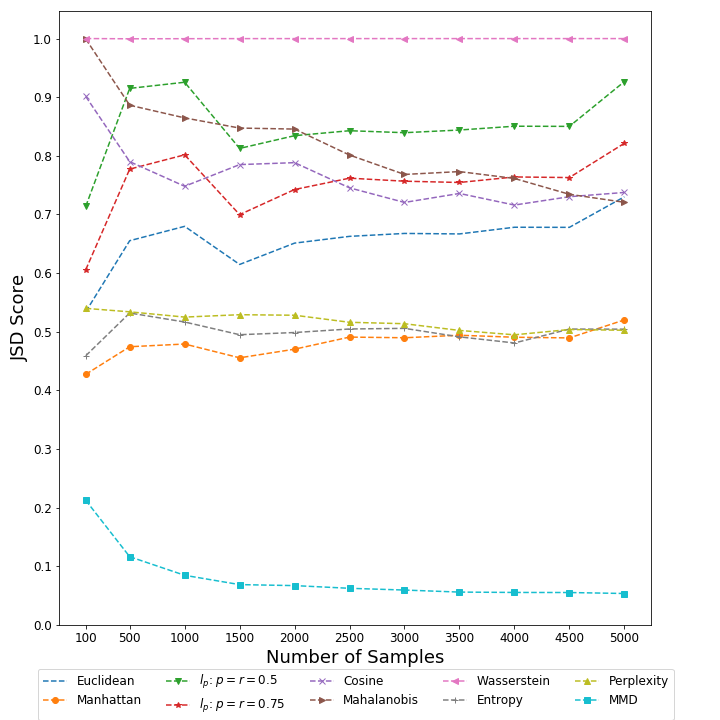 1.0
0.9
0.8
0.7
0.6
0.5
0.4
0.3
0.2
0.1
0.0
JSD Score
100 500 1000 1500 2000 2500 3000 3500 4000 4500 5000
Number of Samples
Euclidean l_p: p = r = 0.5 Cosine Wasserstein Perplexity
Manhattan l_p: p = r = 0.75 Mahalanobis Entropy MMD